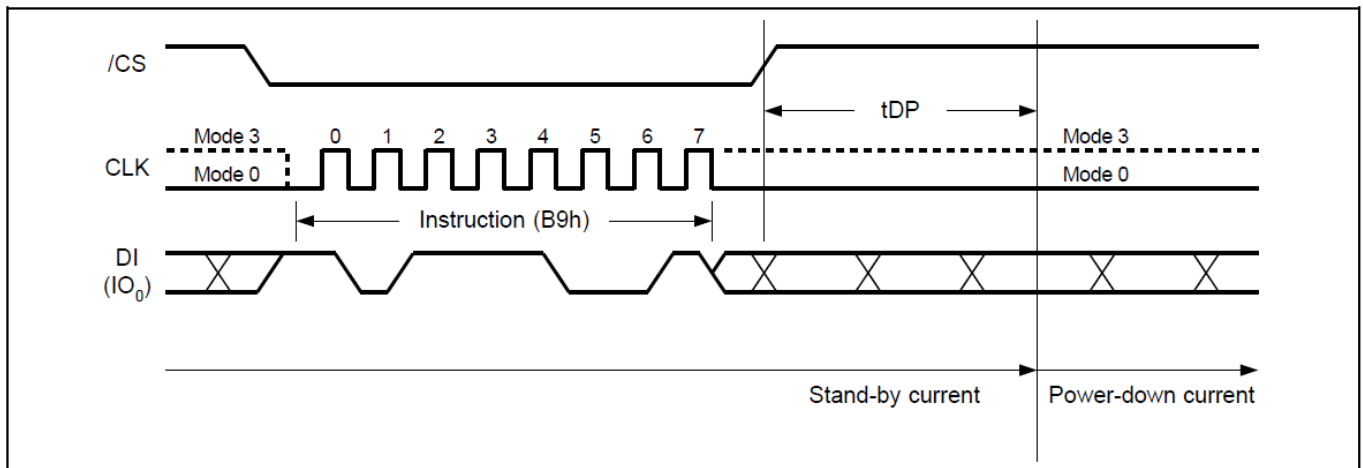 /CS
tDP
Mode 3 0 1 2 3 4 5 6 7 Mode 3
CLK
Mode 0 Mode 0
Instruction (B9h)
DI
(IO₀)
Stand-by current Power-down current